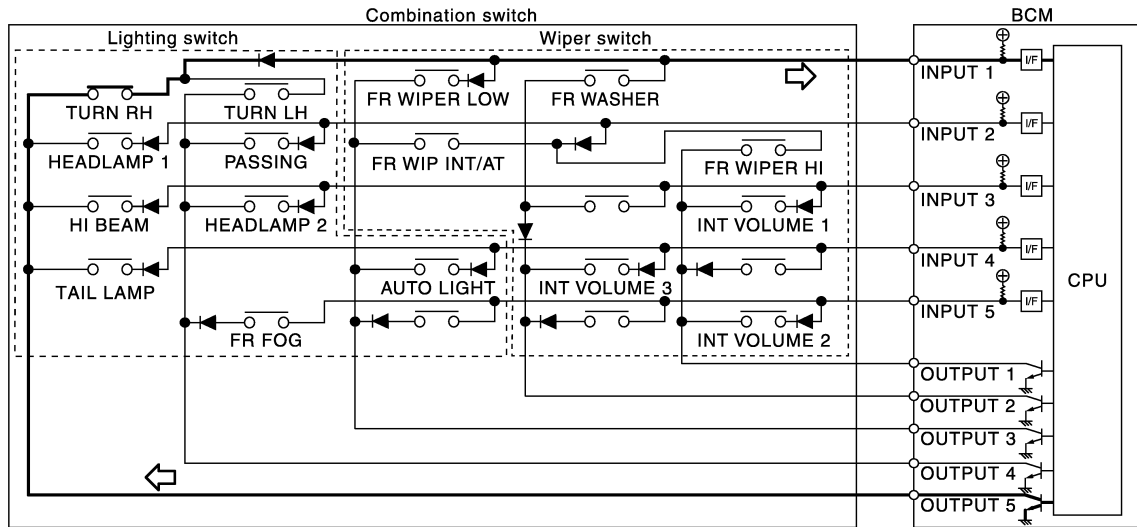 Combination switch
BCM
Lighting switch
Wiper switch
INPUT 1
I/F
TURN RH
TURN LH
FR WIPER LOW
FR WASHER
INPUT 2
I/F
HEADLAMP 1
PASSING
FR WIP INT/AT
FR WIPER HI
INPUT 3
I/F
HI BEAM
HEADLAMP 2
INT VOLUME 1
INPUT 4
I/F
CPU
TAIL LAMP
AUTO LIGHT
INT VOLUME 3
INPUT 5
I/F
FR FOG
INT VOLUME 2
OUTPUT 1
OUTPUT 2
OUTPUT 3
OUTPUT 4
OUTPUT 5